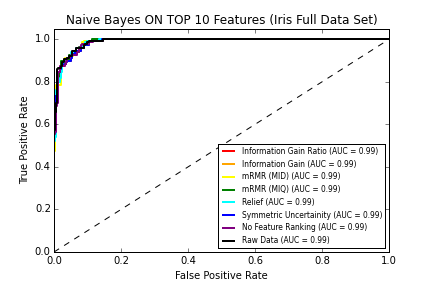 Naive Bayes ON TOP 10 Features (Iris Full Data Set)
True Positive Rate
1.0
0.8
0.6
0.4
0.2
0.0
Information Gain Ratio (AUC = 0.99)
Information Gain (AUC = 0.99)
mRMR (MID) (AUC = 0.99)
mRMR (MIQ) (AUC = 0.99)
Relief (AUC = 0.99)
Symmetric Uncertainity (AUC = 0.99)
No Feature Ranking (AUC = 0.99)
Raw Data (AUC = 0.99)
0.0 0.2 0.4 0.6 0.8 1.0
False Positive Rate